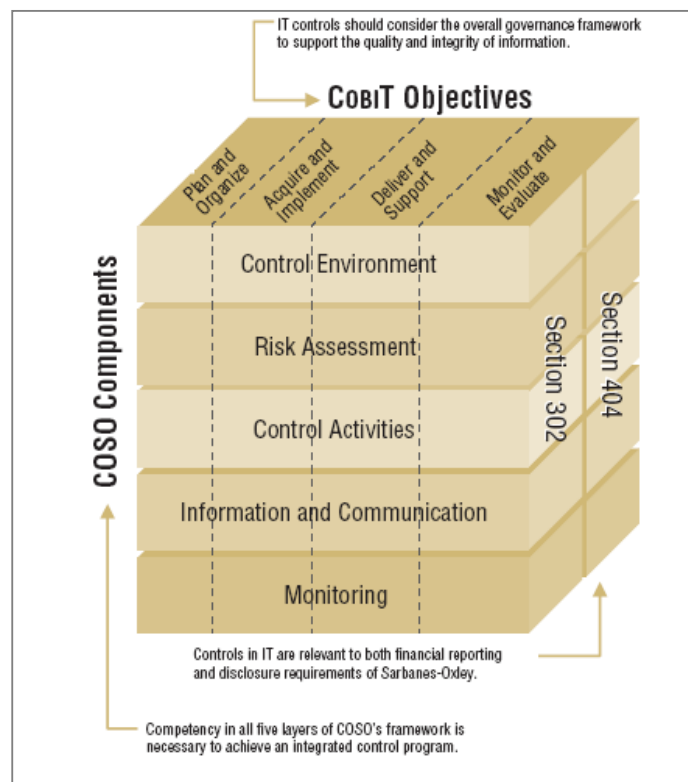 IT controls should consider the overall governance framework
to support the quality and integrity of information.
COBIT Objectives
Plan and
Organize
Acquire and
Implement
Deliver and
Support
Monitor and
Evaluate
COSO Components
Control Environment
Risk Assessment
Control Activities
Information and Communication
Monitoring
Section 302
Section 404
Controls in IT are relevant to both financial reporting
and disclosure requirements of Sarbanes-Oxley.
Competency in all five layers of COSO's framework is
necessary to achieve an integrated control program.